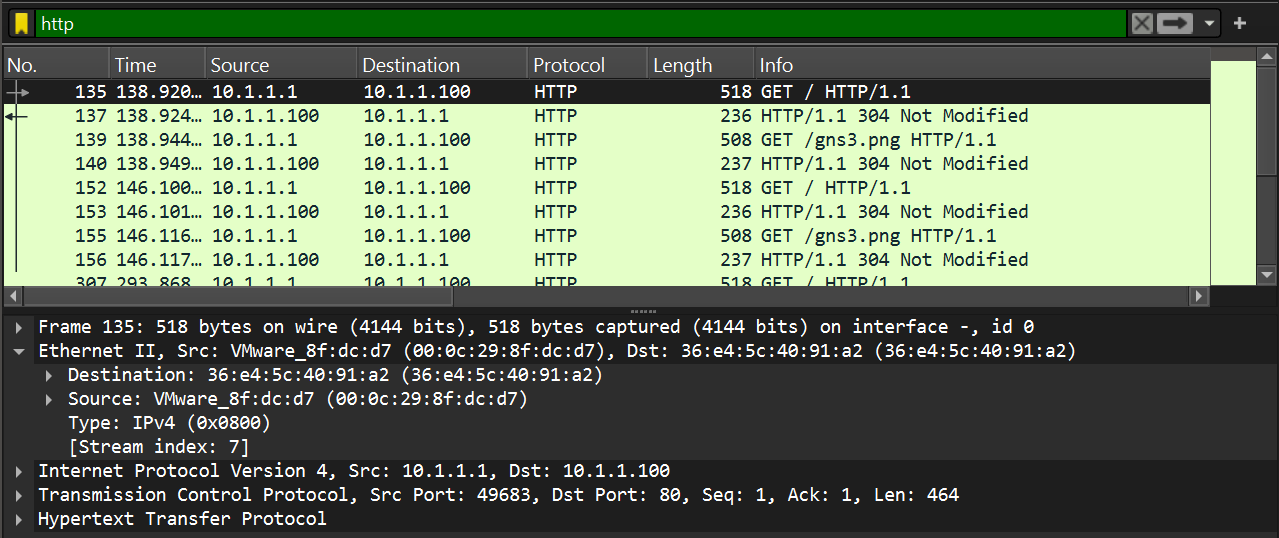 http
No. Time Source Destination Protocol Length Info
135 138.920… 10.1.1.1 10.1.1.100 HTTP 518 GET / HTTP/1.1
137 138.924… 10.1.1.100 10.1.1.1 HTTP 236 HTTP/1.1 304 Not Modified
139 138.944… 10.1.1.1 10.1.1.100 HTTP 508 GET /gns3.png HTTP/1.1
140 138.949… 10.1.1.100 10.1.1.1 HTTP 237 HTTP/1.1 304 Not Modified
152 146.100… 10.1.1.1 10.1.1.100 HTTP 518 GET / HTTP/1.1
153 146.101… 10.1.1.100 10.1.1.1 HTTP 236 HTTP/1.1 304 Not Modified
155 146.116… 10.1.1.1 10.1.1.100 HTTP 508 GET /gns3.png HTTP/1.1
156 146.117… 10.1.1.100 10.1.1.1 HTTP 237 HTTP/1.1 304 Not Modified
307 293.868… 10.1.1.1 10.1.1.100 HTTP 518 GET / HTTP/1.1
Frame 135: 518 bytes on wire (4144 bits), 518 bytes captured (4144 bits) on interface -, id 0
Ethernet II, Src: VMware_8f:dc:d7 (00:0c:29:8f:dc:d7), Dst: 36:e4:5c:40:91:a2 (36:e4:5c:40:91:a2)
Destination: 36:e4:5c:40:91:a2 (36:e4:5c:40:91:a2)
Source: VMware_8f:dc:d7 (00:0c:29:8f:dc:d7)
Type: IPv4 (0x0800)
[Stream index: 7]
Internet Protocol Version 4, Src: 10.1.1.1, Dst: 10.1.1.100
Transmission Control Protocol, Src Port: 49683, Dst Port: 80, Seq: 1, Ack: 1, Len: 464
Hypertext Transfer Protocol